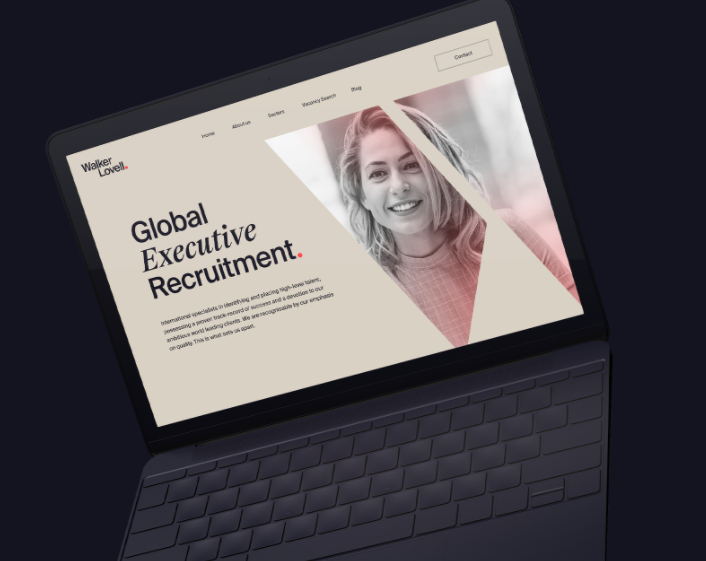 Contact
Home
About us
Sectors
Vacancy Search
Blog
Walker
Lovell.
Global
Executive
Recruitment.
International specialists in identifying and placing high-level talent,
possessing a proven track-record of success and a devotion to our
ambitious world leading clients. We are recognisable by our emphasis
on quality. This is what sets us apart.